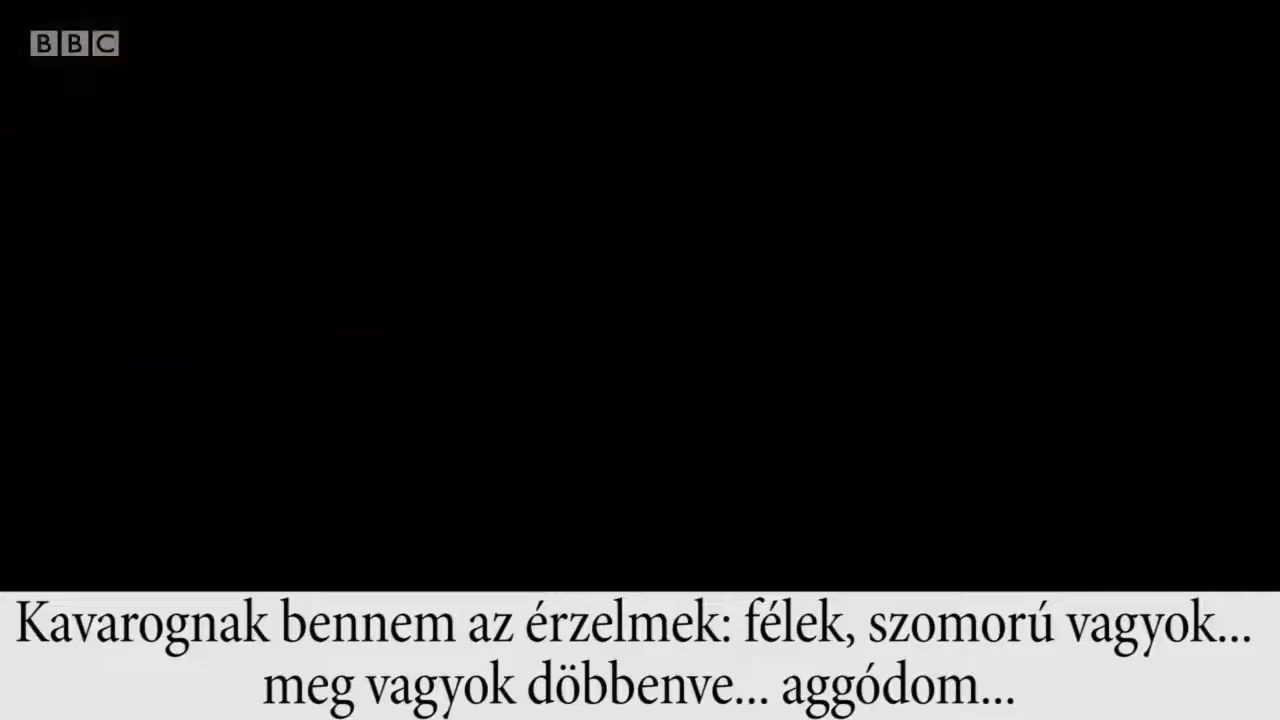 BBC
Kavarognak bennem az érzelmek: félek, szomorú vagyok...
meg vagyok döbbenve... aggódom...